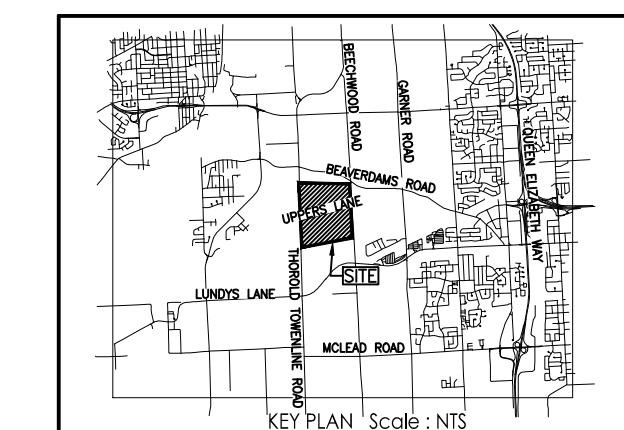 BEECHWOOD ROAD
GARNER ROAD
QUEEN ELIZABETH WAY
BEAVERDAMS ROAD
UPPERS LANE
SITE
THOROLD TOWENLINE ROAD
LUNDYS LANE
MCLEAD ROAD
KEY PLAN Scale : NTS